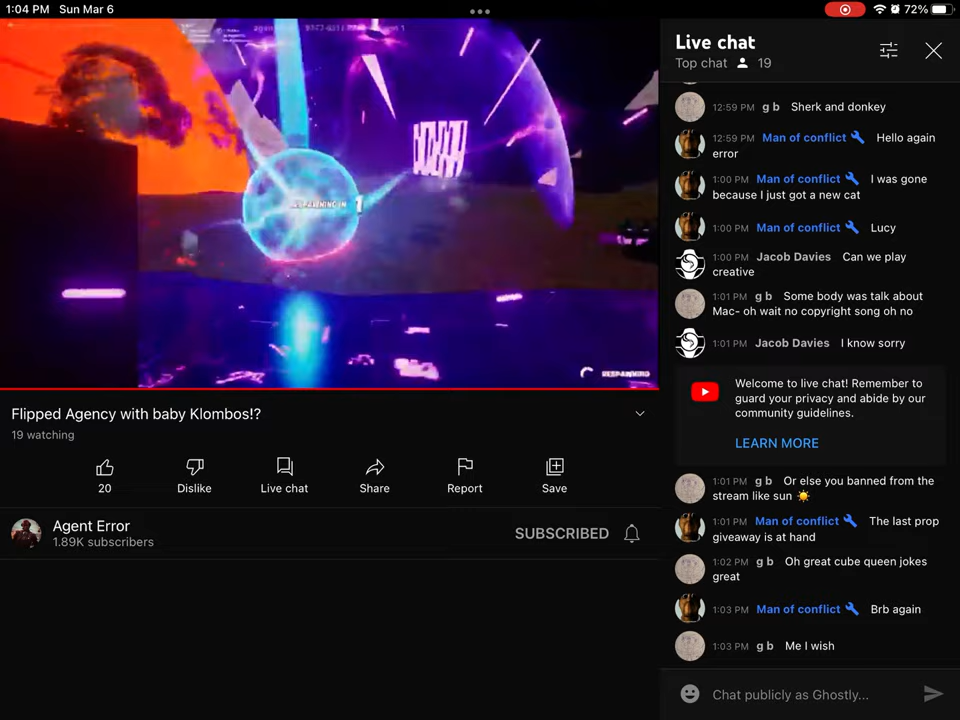 1:04 PM Sun Mar 6
72%
Live chat
Top chat 19
12:59 PM g b Sherk and donkey
12:59 PM Man of conflict Hello again
error
1:00 PM Man of conflict I was gone
because I just got a new cat
1:00 PM Man of conflict Lucy
1:00 PM Jacob Davies Can we play
creative
1:01 PM g b Some body was talk about
Mac- oh wait no copyright song oh no
1:01 PM Jacob Davies I know sorry
Welcome to live chat! Remember to
guard your privacy and abide by our
community guidelines.
LEARN MORE
1:01 PM g b Or else you banned from the
stream like sun ☀️
1:01 PM Man of conflict The last prop
giveaway is at hand
1:02 PM g b Oh great cube queen jokes
great
1:03 PM Man of conflict Brb again
1:03 PM g b Me I wish
Chat publicly as Ghostly...
1
Flipped Agency with baby Klombos!?
19 watching
20
Dislike
Live chat
Share
Report
Save
Agent Error
1.89K subscribers
SUBSCRIBED